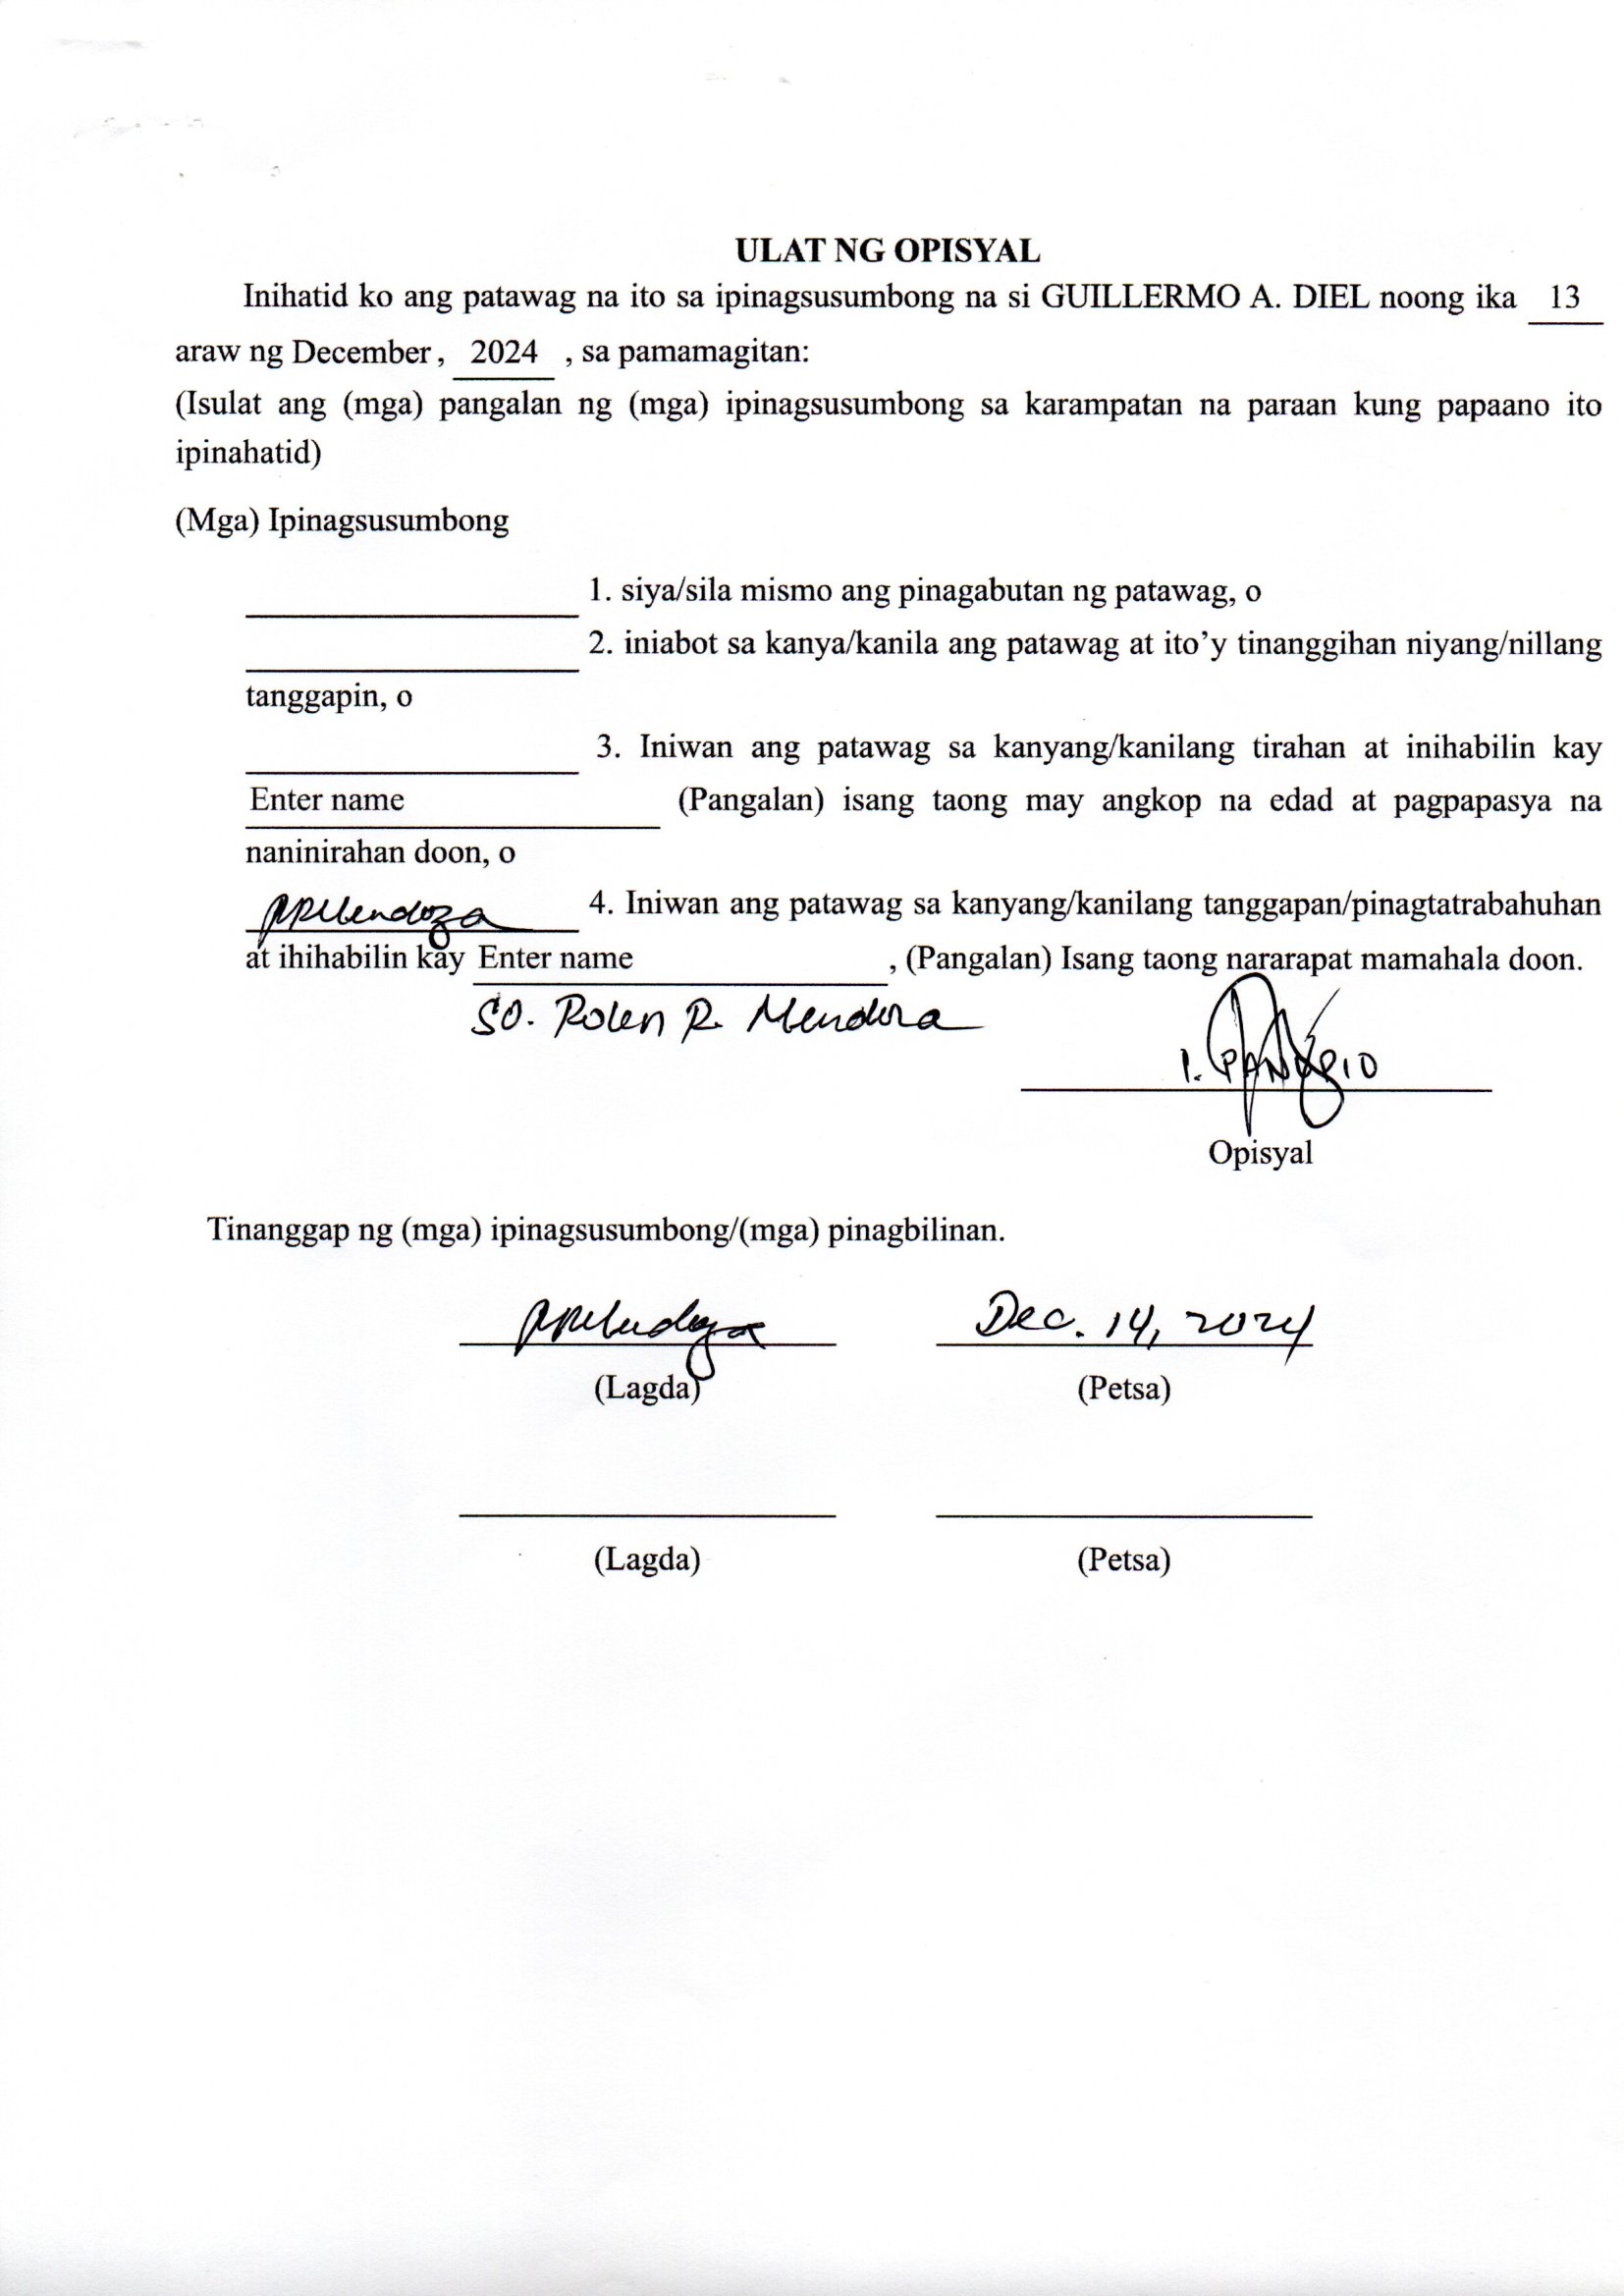 ULAT NG OPISYAL
Inihatid ko ang patawag na ito sa ipinagsusumbong na si GUILLERMO A. DIEL noong ika 13
araw ng December, 2024 , sa pamamagitan:
(Isulat ang (mga) pangalan ng (mga) ipinagsusumbong sa karampatan na paraan kung papaano ito
ipinahatid)
(Mga) Ipinagsusumbong
1. siya/sila mismo ang pinagabutan ng patawag, o
2. iniabot sa kanya/kanila ang patawag at ito’y tinanggihan niyang/nillang
tanggapin, o
3. Iniwan ang patawag sa kanyang/kanilang tirahan at inihabilin kay
Enter name (Pangalan) isang taong may angkop na edad at pagpapasya na
naninirahan doon, o
4. Iniwan ang patawag sa kanyang/kanilang tanggapan/pinagtatrabahuhan
at ihihabilin kay Enter name , (Pangalan) Isang taong nararapat mamahala doon.
SO. Rolen R. Mendoza
Opisyal
Tinanggap ng (mga) ipinagsusumbong/(mga) pinagbilinan.
Dec. 14, 2024
(Lagda) (Petsa)
(Lagda) (Petsa)